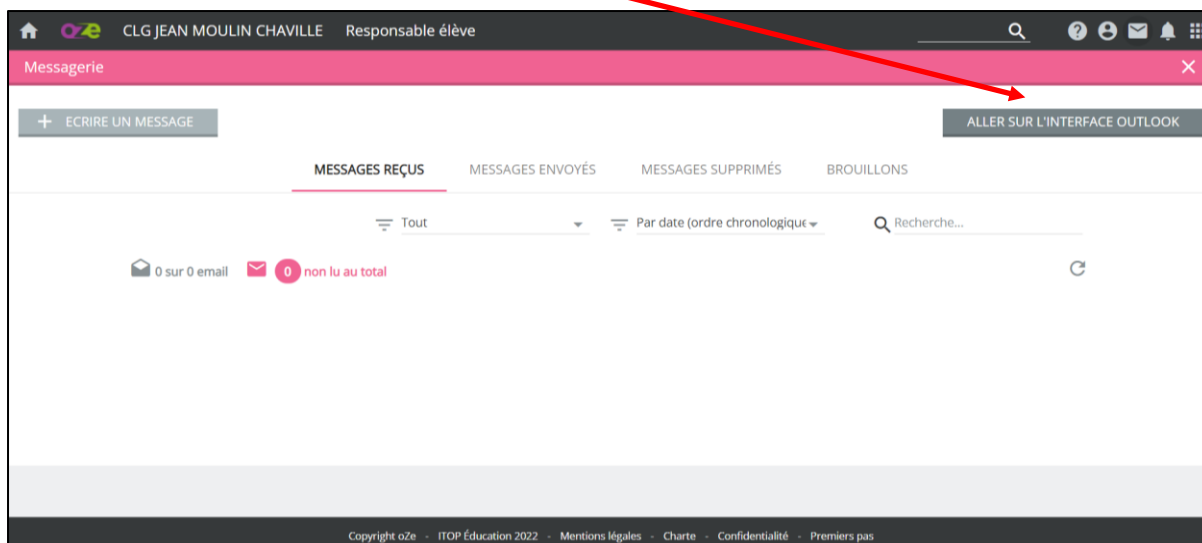 oZe CLG JEAN MOULIN CHAVILLE Responsable élève
Messagerie
+ ECRIRE UN MESSAGE
ALLER SUR L'INTERFACE OUTLOOK
MESSAGES REÇUS MESSAGES ENVOYÉS MESSAGES SUPPRIMÉS BROUILLONS
Tout Par date (ordre chronologique Recherche...
0 sur 0 email 0 non lu au total
Copyright oZe - ITOP Éducation 2022 - Mentions légales - Charte - Confidentialité - Premiers pas